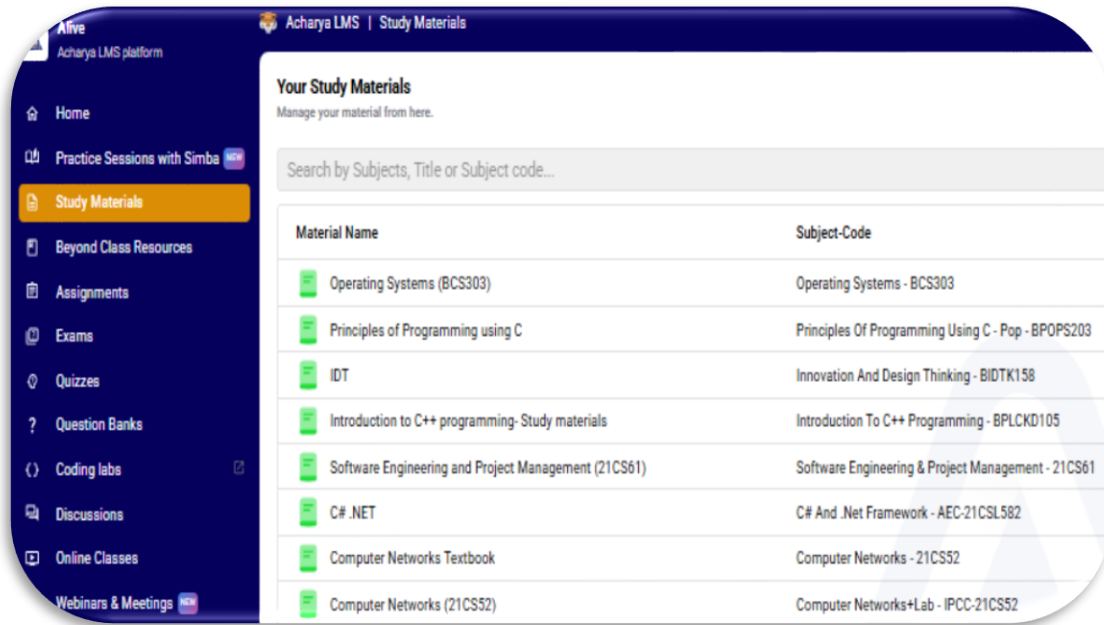 Alive
Acharya LMS platform
Home
Practice Sessions with Simba NEW
Study Materials
Beyond Class Resources
Assignments
Exams
Quizzes
Question Banks
Coding labs
Discussions
Online Classes
Webinars & Meetings NEW
Acharya LMS | Study Materials
Your Study Materials
Manage your material from here.
Search by Subjects, Title or Subject code...
Material Name Subject-Code
Operating Systems (BCS303) Operating Systems - BCS303
Principles of Programming using C Principles Of Programming Using C - Pop - BPOPS203
IDT Innovation And Design Thinking - BIDTK158
Introduction to C++ programming- Study materials Introduction To C++ Programming - BPLCKD105
Software Engineering and Project Management (21CS61) Software Engineering & Project Management - 21CS61
C# .NET C# And .Net Framework - AEC-21CSL582
Computer Networks Textbook Computer Networks - 21CS52
Computer Networks (21CS52) Computer Networks+Lab - IPCC-21CS52